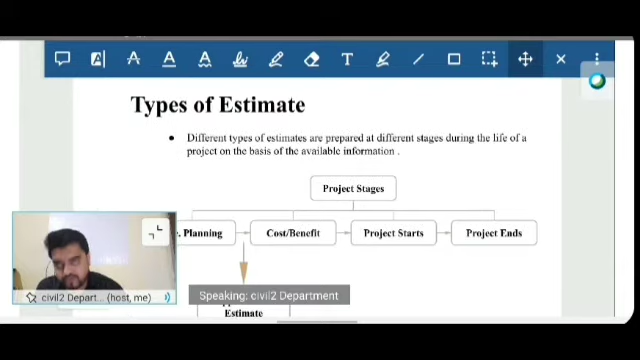 Types of Estimate
• Different types of estimates are prepared at different stages during the life of a
project on the basis of the available information .
Project Stages
. Planning
Cost/Benefit
Project Starts
Project Ends
civil2 Depart... (host, me)
Speaking: civil2 Department
Estimate